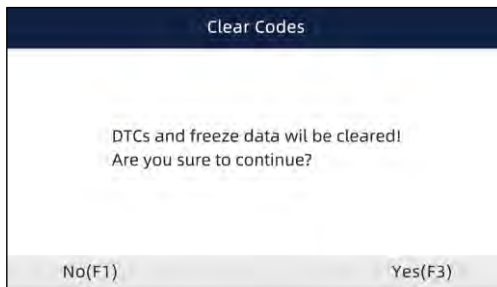 Clear Codes
DTCs and freeze data wil be cleared!
Are you sure to continue?
No(F1) Yes(F3)